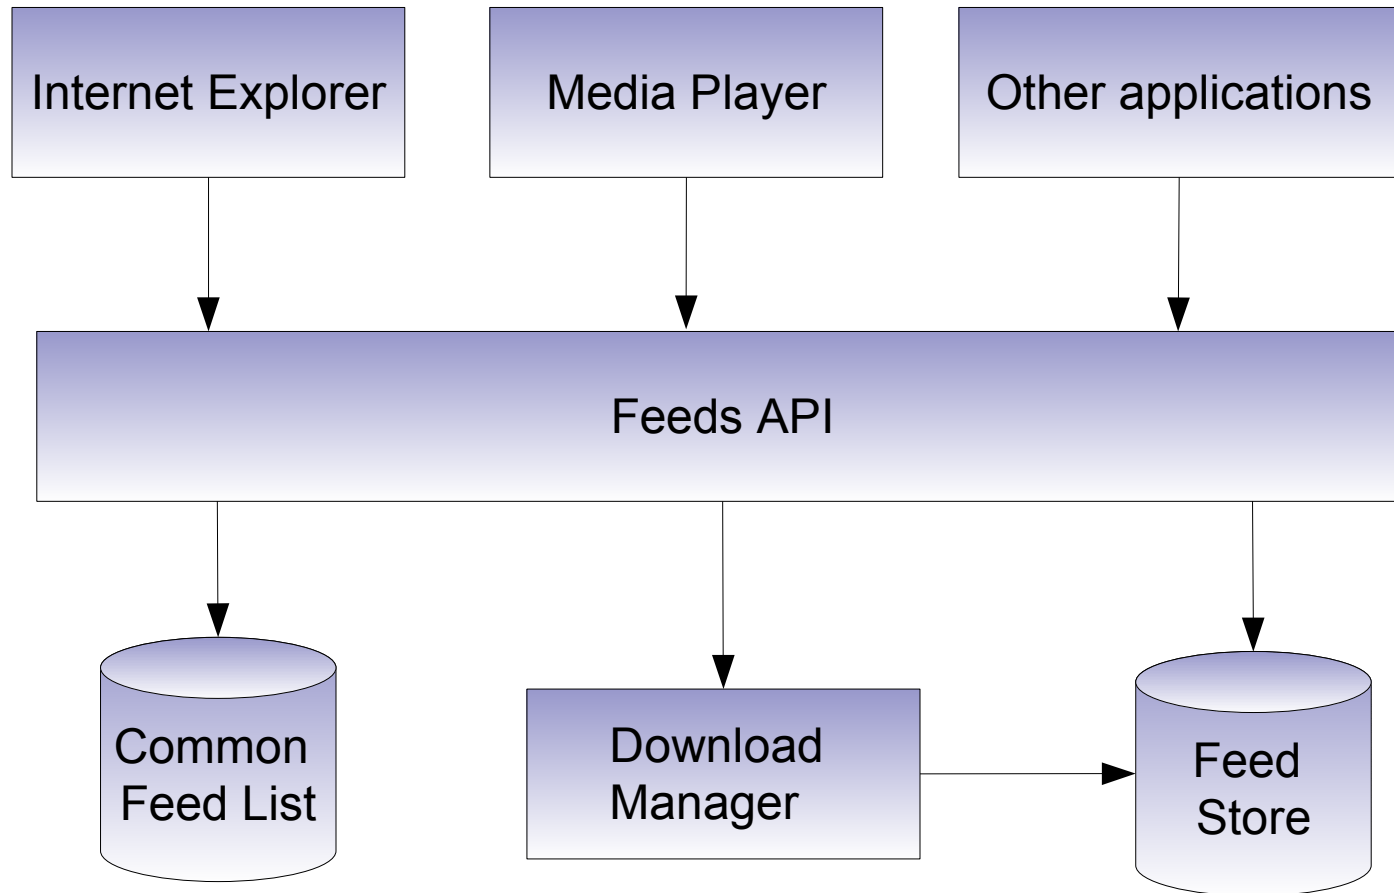 Internet Explorer
Media Player
Other applications
Feeds API
Common
Feed List
Download
Manager
Feed
Store